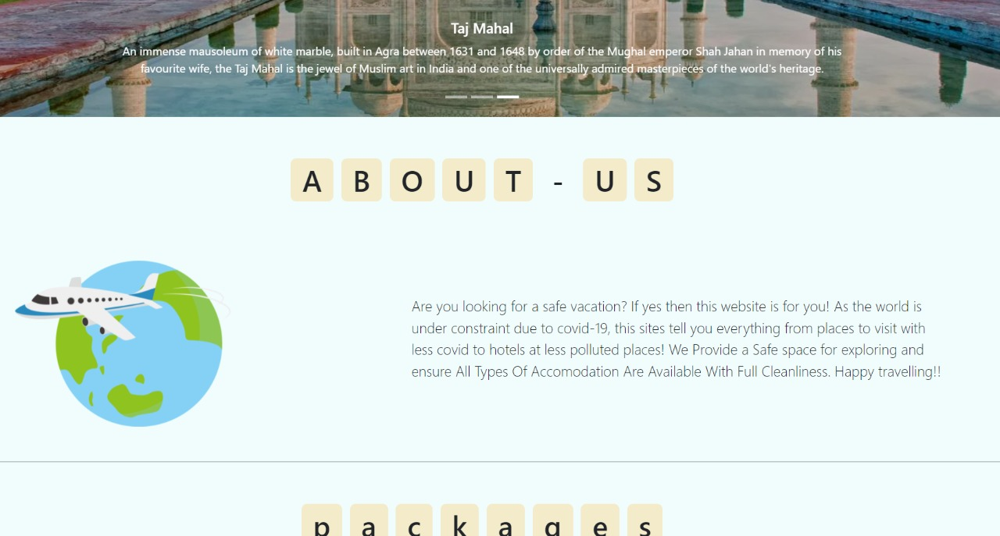 Taj Mahal
An immense mausoleum of white marble, built in Agra between 1631 and 1648 by order of the Mughal emperor Shah Jahan in memory of his
favourite wife, the Taj Mahal is the jewel of Muslim art in India and one of the universally admired masterpieces of the world's heritage.
ABOUT - US
Are you looking for a safe vacation? If yes then this website is for you! As the world is
under constraint due to covid-19, this sites tell you everything from places to visit with
less covid to hotels at less polluted places! We Provide a Safe space for exploring and
ensure All Types Of Accomodation Are Available With Full Cleanliness. Happy travelling!!
packages